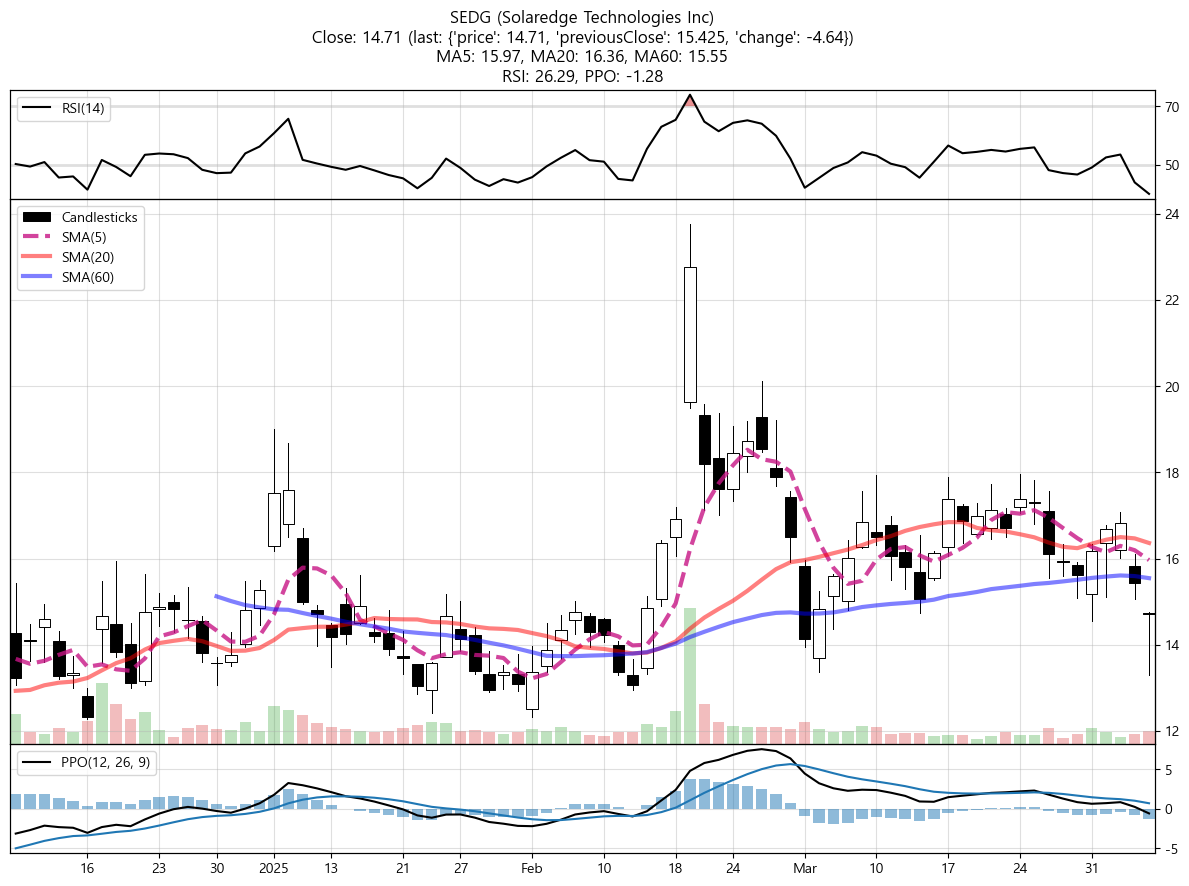 SEDG (Solaredge Technologies Inc)
Close: 14.71 (last: {'price': 14.71, 'previousClose': 15.425, 'change': -4.64})
MA5: 15.97, MA20: 16.36, MA60: 15.55
RSI: 26.29, PPO: -1.28
RSI(14)
70
50
Candlesticks
SMA(5)
SMA(20)
SMA(60)
24
22
20
18
16
14
12
PPO(12, 26, 9)
5
0
-5
16 23 30 2025 13 21 27 Feb 10 18 24 Mar 10 17 24 31